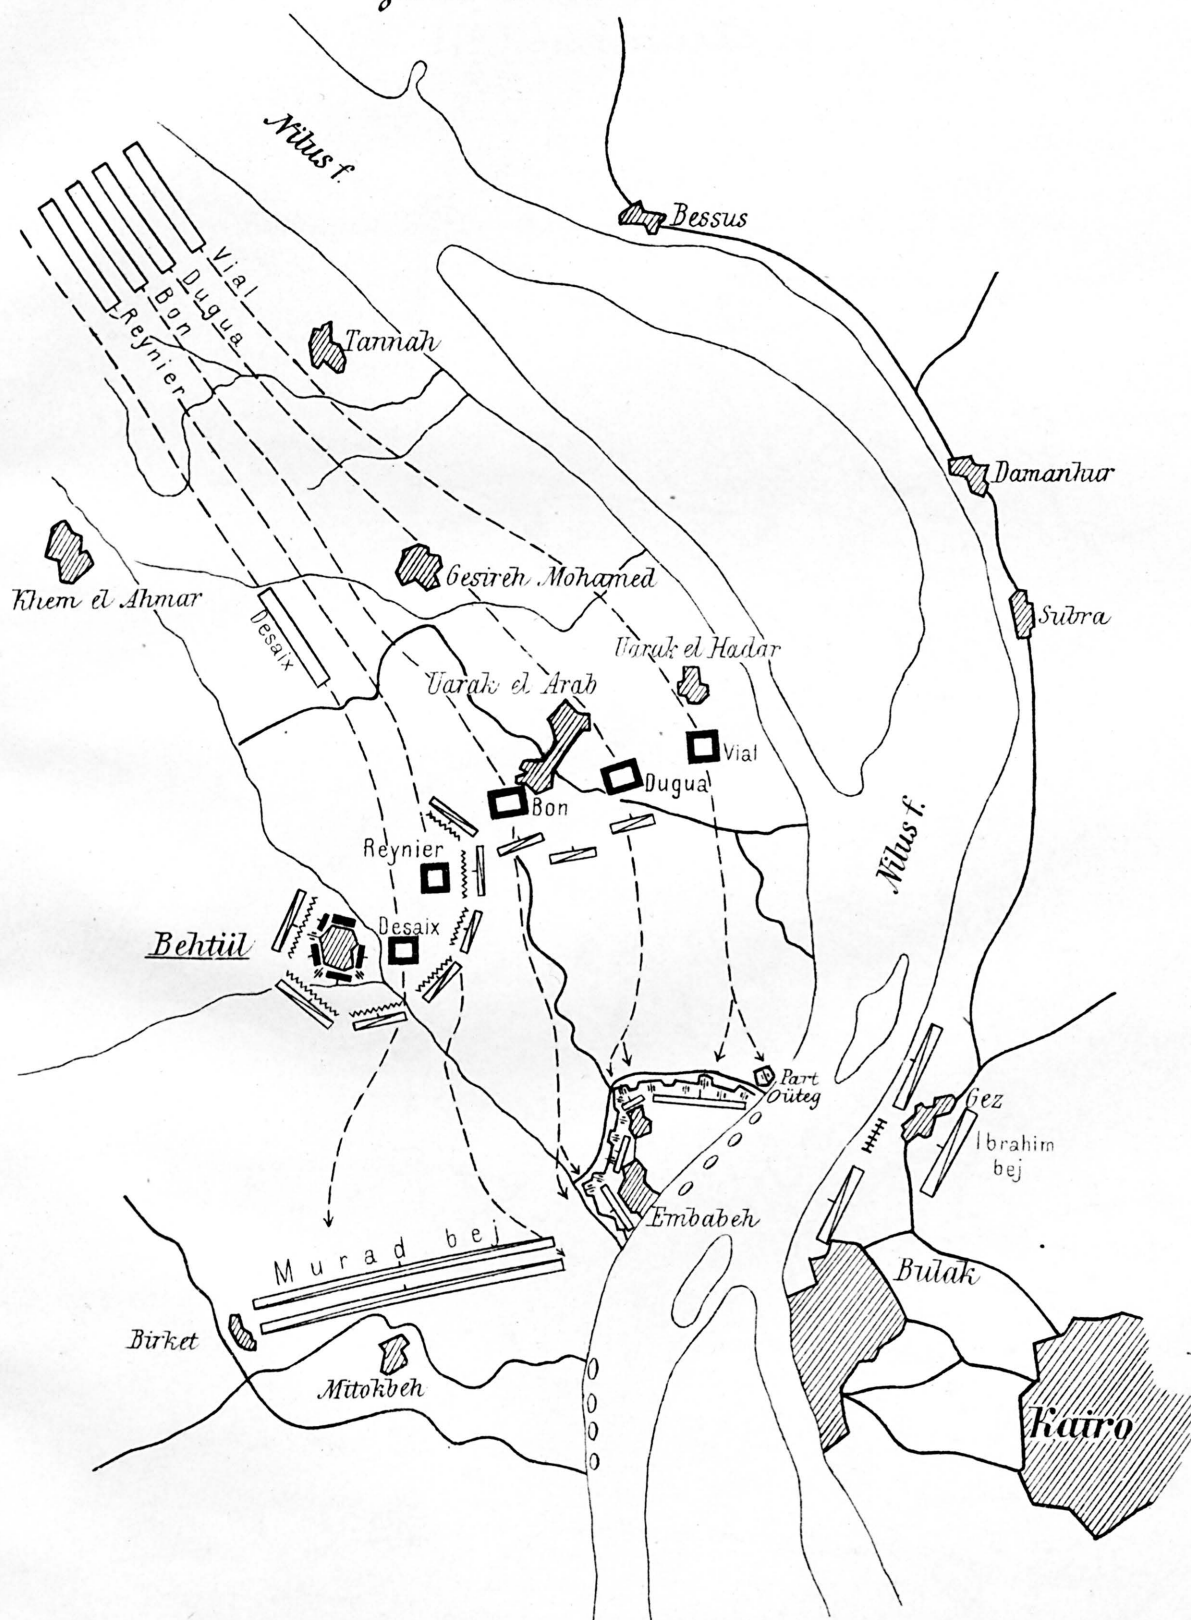 Nilus f.
Bessus
Vial
Dugua
Bon
Reynier
Tannah
Damanhur
Khem el Ahmar
Gesireh Mohamed
Subra
Desaix
Uarak el Hadar
Uarak el Arab
Vial
Dugua
Bon
Nilus f.
Reynier
Desaix
Behtül
Part
Oüteg
Gez
Ibrahim
bej
Embabeh
Murad bej
Bulak
Birket
Mitokbeh
Kairo